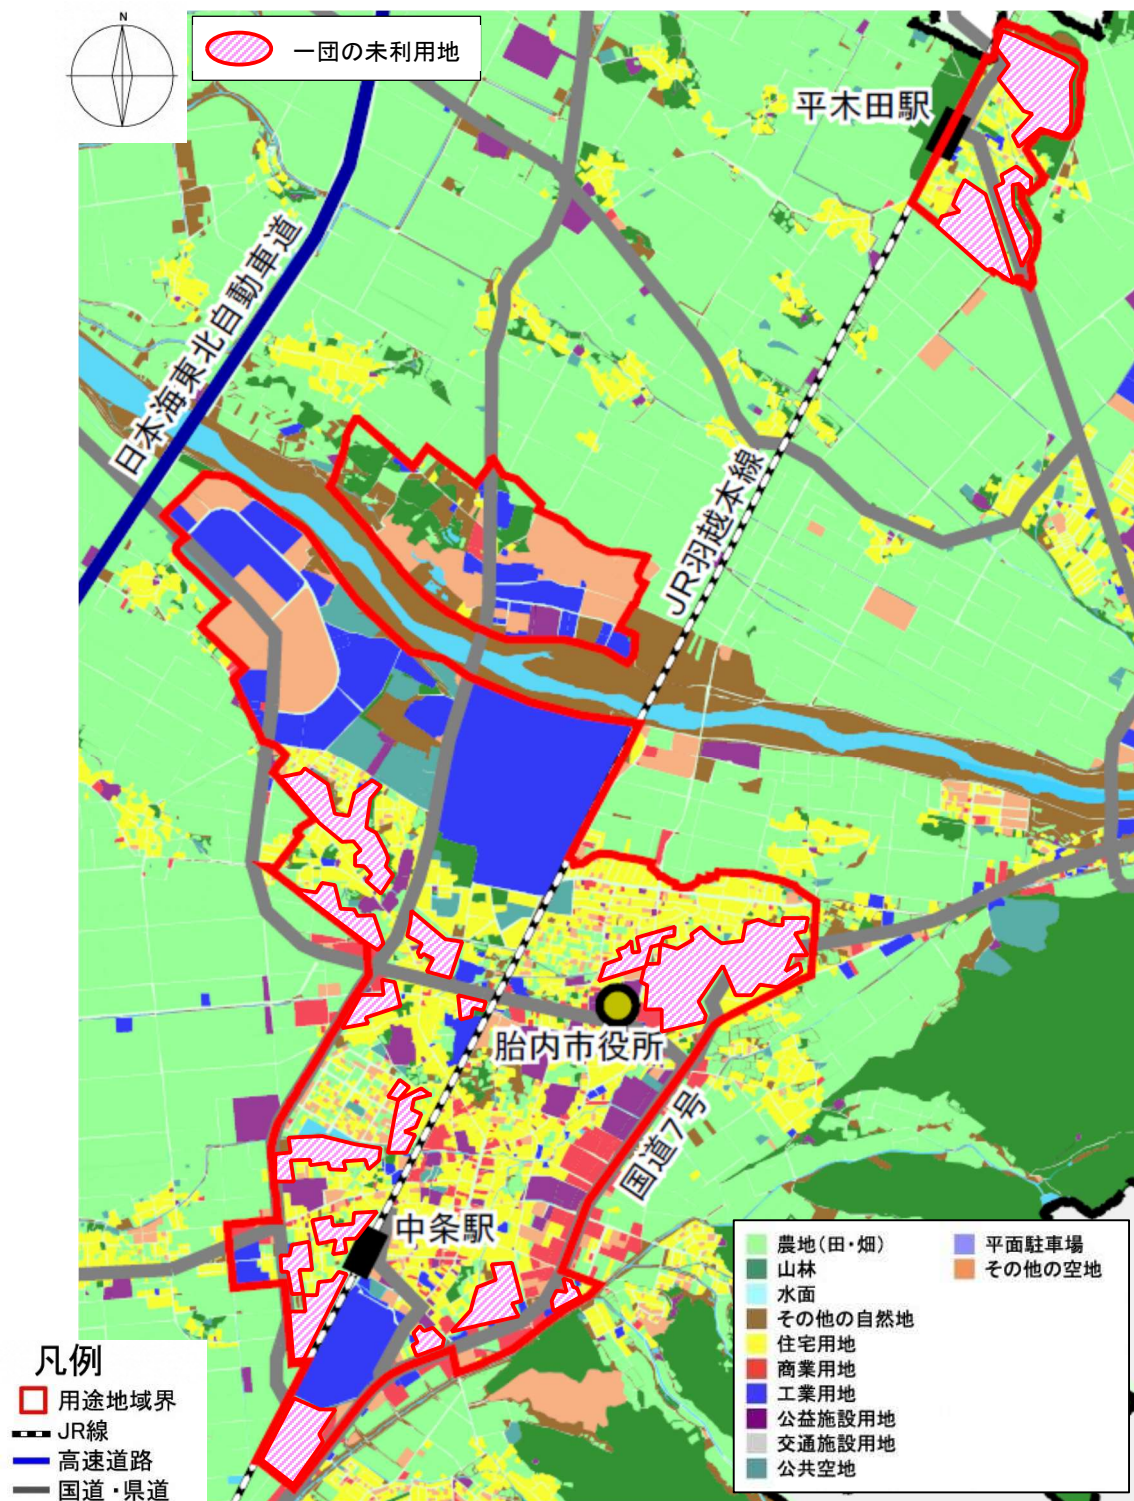 N
一団の未利用地
平木田駅
日本海東北自動車道
JR羽越本線
胎内市役所
国道7号
中条駅
農地(田・畑)
山林
水面
その他の自然地
住宅用地
商業用地
工業用地
公益施設用地
交通施設用地
公共空地
平面駐車場
その他の空地
凡例
用途地域界
JR線
高速道路
国道・県道